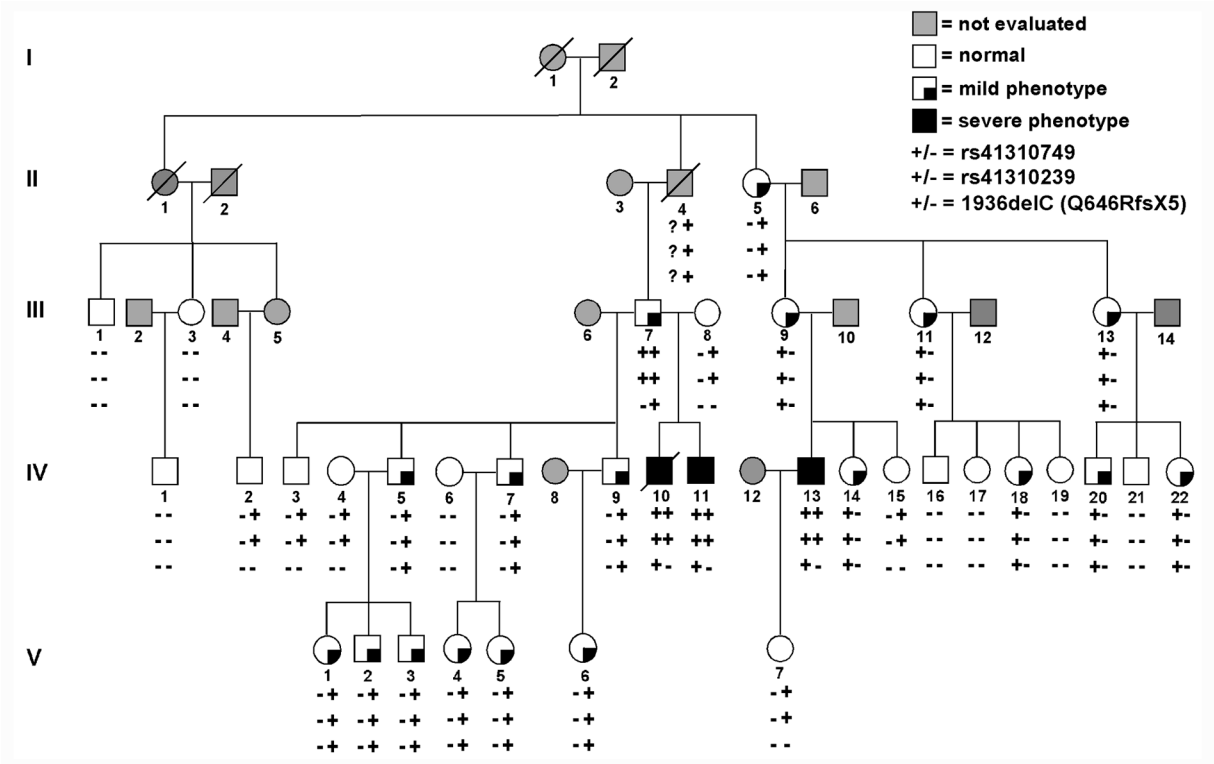 = not evaluated
= normal
= mild phenotype
= severe phenotype
+/- = rs41310749
+/- = rs41310239
+/- = 1936delC (Q646RfsX5)
I
1 2
II
1 2 3 4 5 6
? + - +
? + - +
? + - +
III
1 2 3 4 5 6 7 8 9 10 11 12 13 14
- - - - ++ - + +- +- +-
- - - - ++ - + +- +- +-
- - - - - + - - +- +- +-
IV
1 2 3 4 5 6 7 8 9 10 11 12 13 14 15 16 17 18 19 20 21 22
- - - + - + - + - + - - - + - + ++ ++ ++ +- - + - - - - +- - - +- - - +-
- - - + - + - + - + - - - + - + ++ ++ ++ +- - + - - - - +- - - +- - - +-
- - - - - - - - - + - - - + - + +- +- +- +- - - - - - - +- - - +- - - +-
V
1 2 3 4 5 6 7
- + - + - + - + - + - + - +
- + - + - + - + - + - + - +
- + - + - + - + - + - + - -